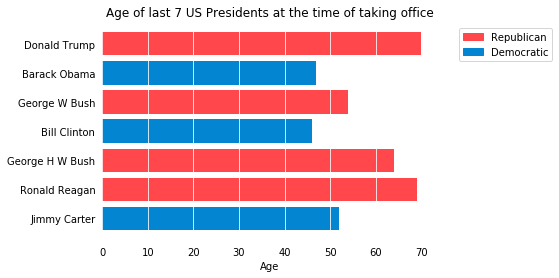 Age of last 7 US Presidents at the time of taking office
Republican
Democratic
Donald Trump
Barack Obama
George W Bush
Bill Clinton
George H W Bush
Ronald Reagan
Jimmy Carter
0 10 20 30 40 50 60 70
Age